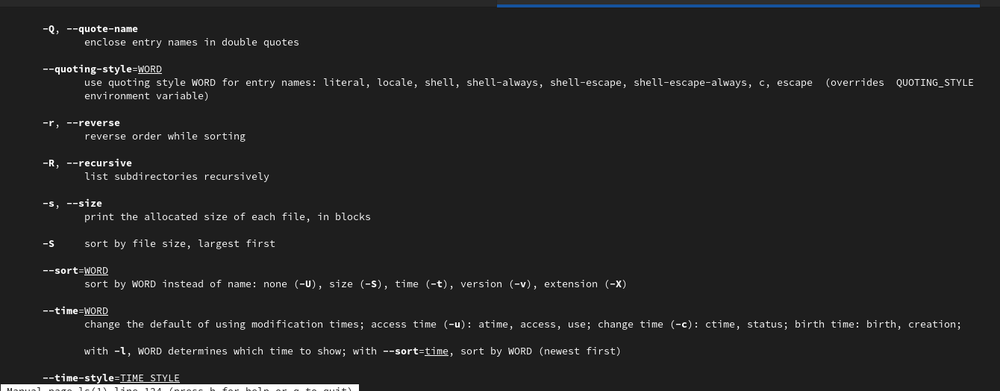 -Q, --quote-name
enclose entry names in double quotes
--quoting-style=WORD
use quoting style WORD for entry names: literal, locale, shell, shell-always, shell-escape, shell-escape-always, c, escape  (overrides  QUOTING_STYLE
environment variable)
-r, --reverse
reverse order while sorting
-R, --recursive
list subdirectories recursively
-s, --size
print the allocated size of each file, in blocks
-S     sort by file size, largest first
--sort=WORD
sort by WORD instead of name: none (-U), size (-S), time (-t), version (-v), extension (-X)
--time=WORD
change the default of using modification times; access time (-u): atime, access, use; change time (-c): ctime, status; birth time: birth, creation;
with -l, WORD determines which time to show; with --sort=time, sort by WORD (newest first)
--time-style=TIME_STYLE
Manual page ls(1) line 124 (press h for help or q to quit)